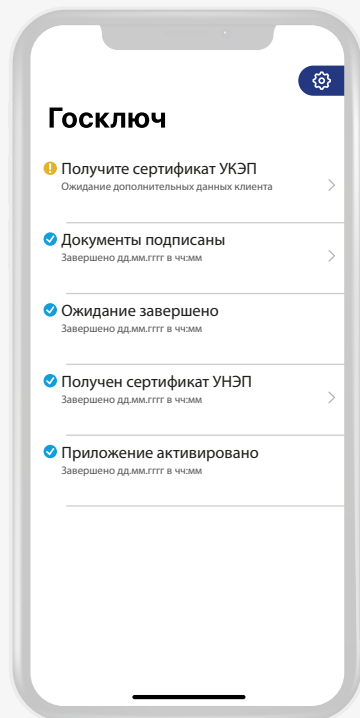 Госключ
Получите сертификат УКЭП
Ожидание дополнительных данных клиента
Документы подписаны
Завершено дд.мм.гггг в чч:мм
Ожидание завершено
Завершено дд.мм.гггг в чч:мм
Получен сертификат УНЭП
Завершено дд.мм.гггг в чч:мм
Приложение активировано
Завершено дд.мм.гггг в чч:мм